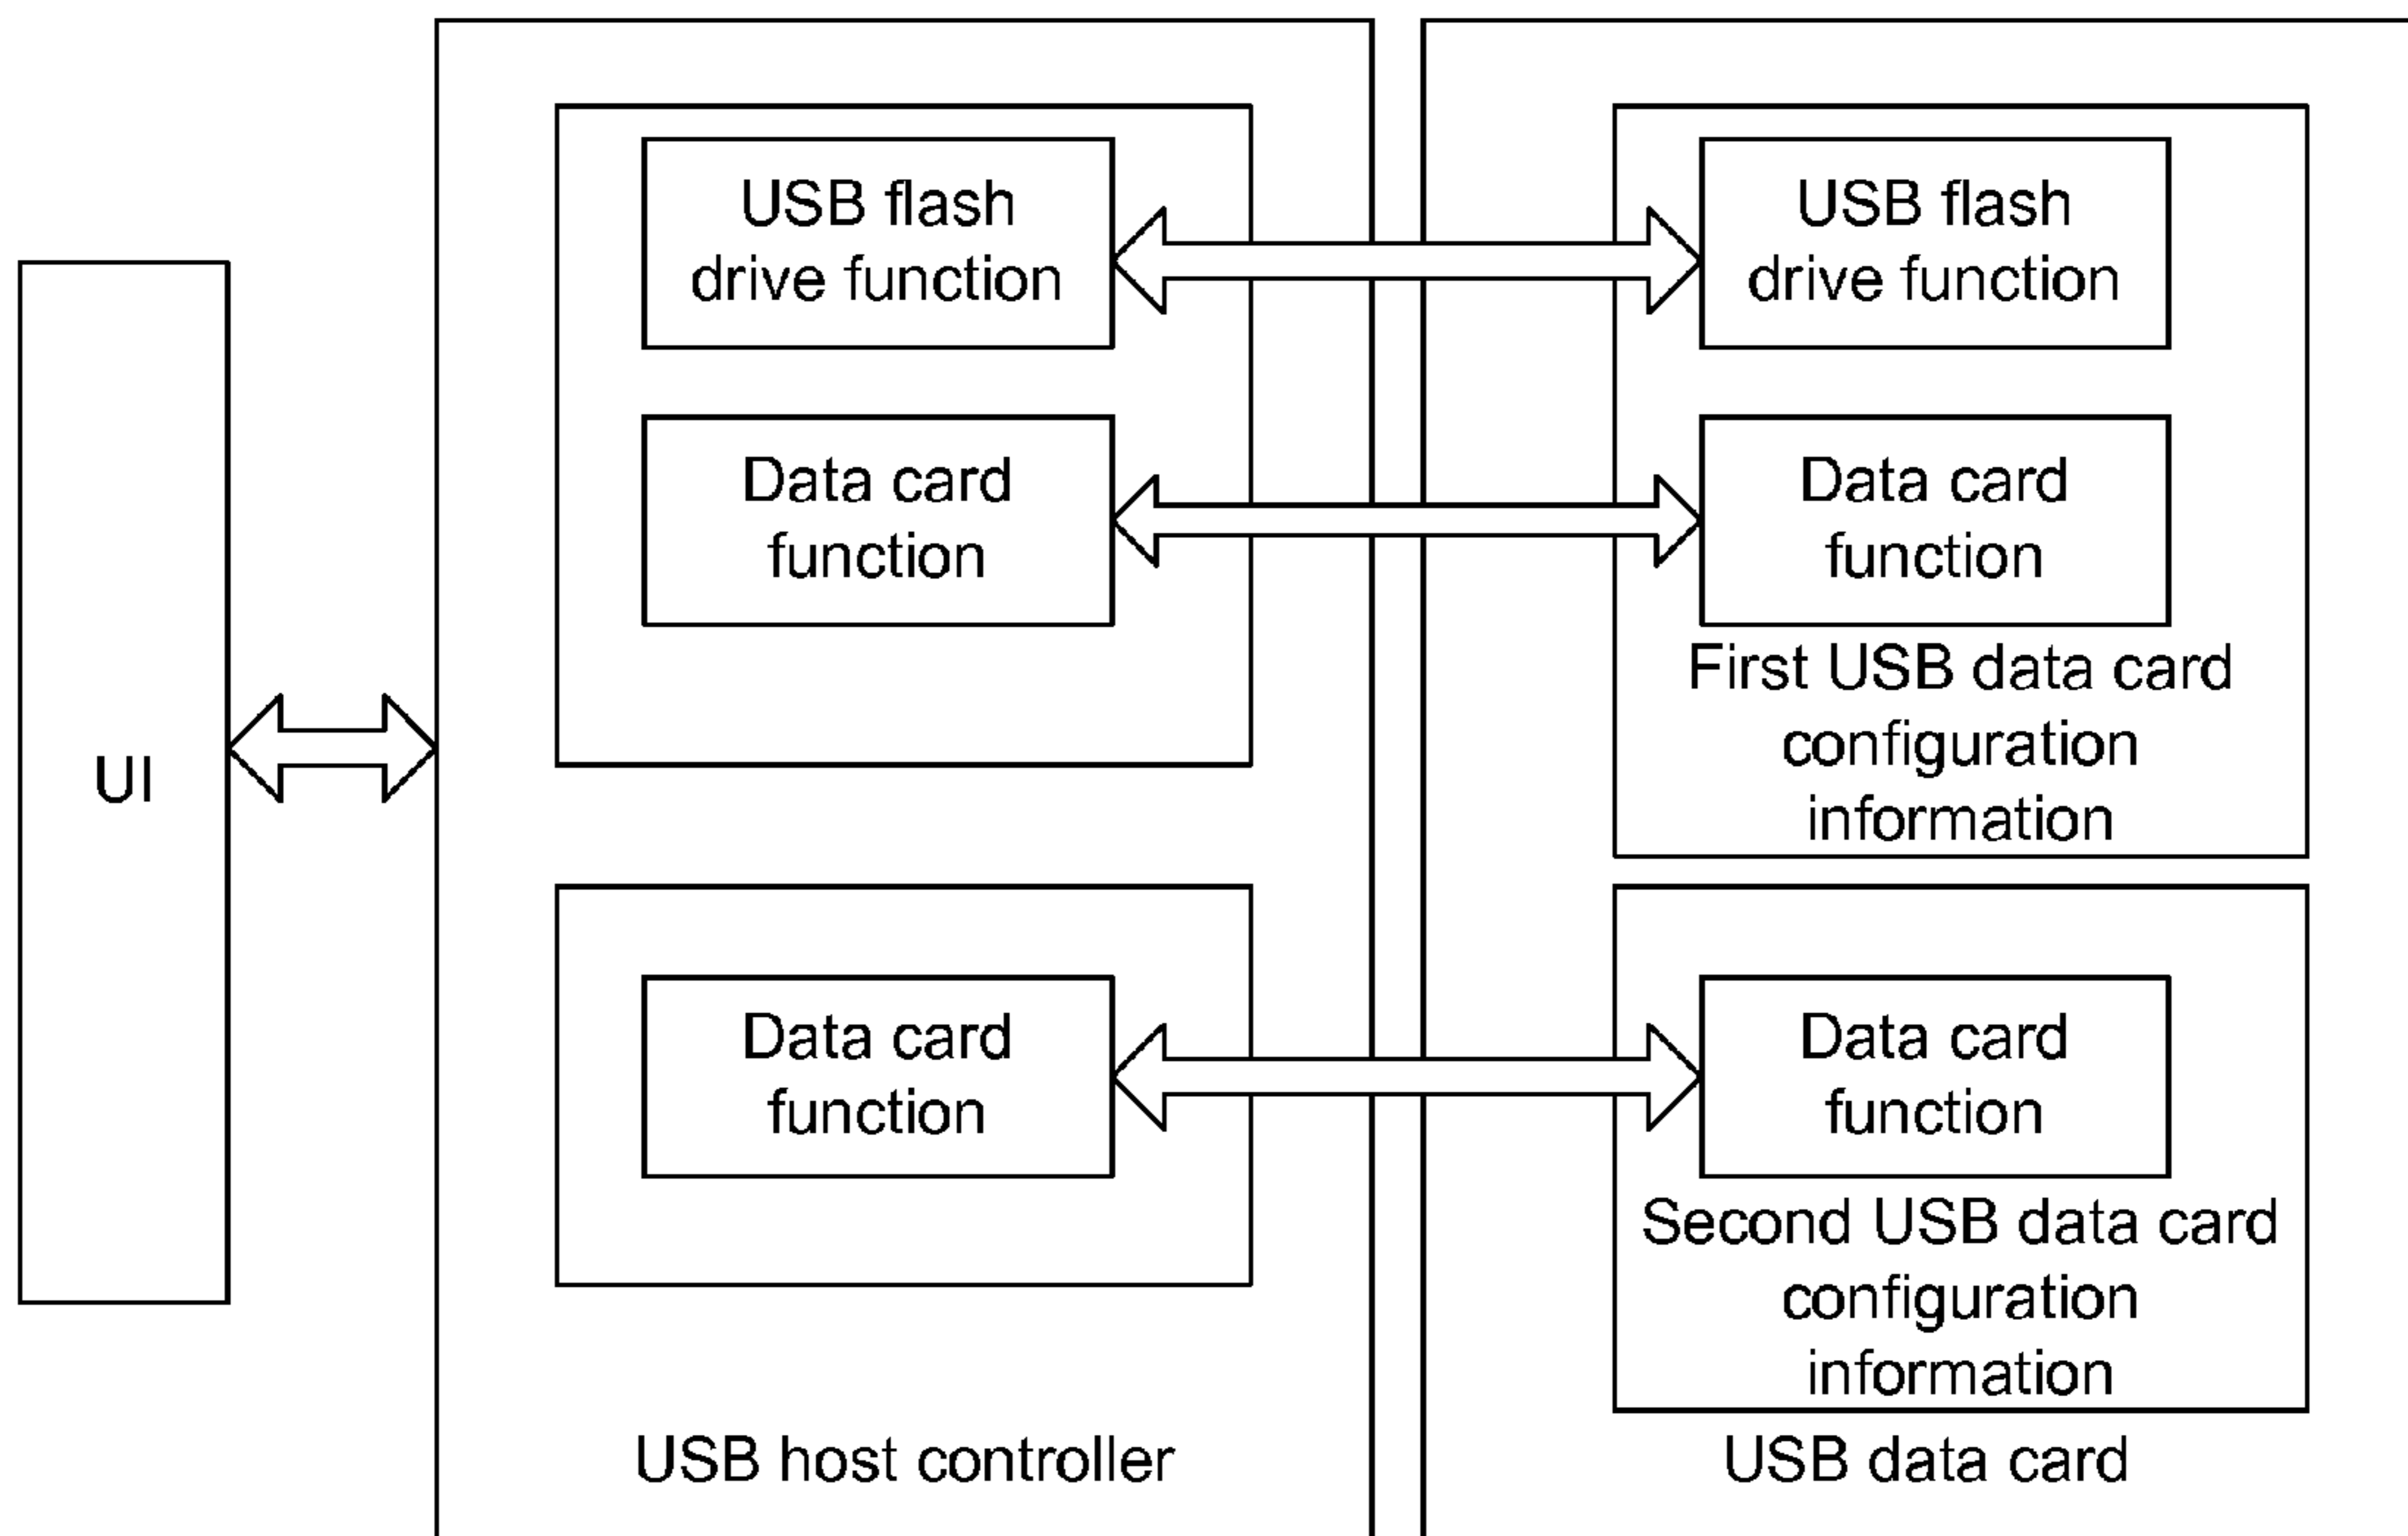 UI
USB flash
drive function
Data card
function
Data card
function
USB host controller
USB flash
drive function
Data card
function
First USB data card
configuration
information
Data card
function
Second USB data card
configuration
information
USB data card